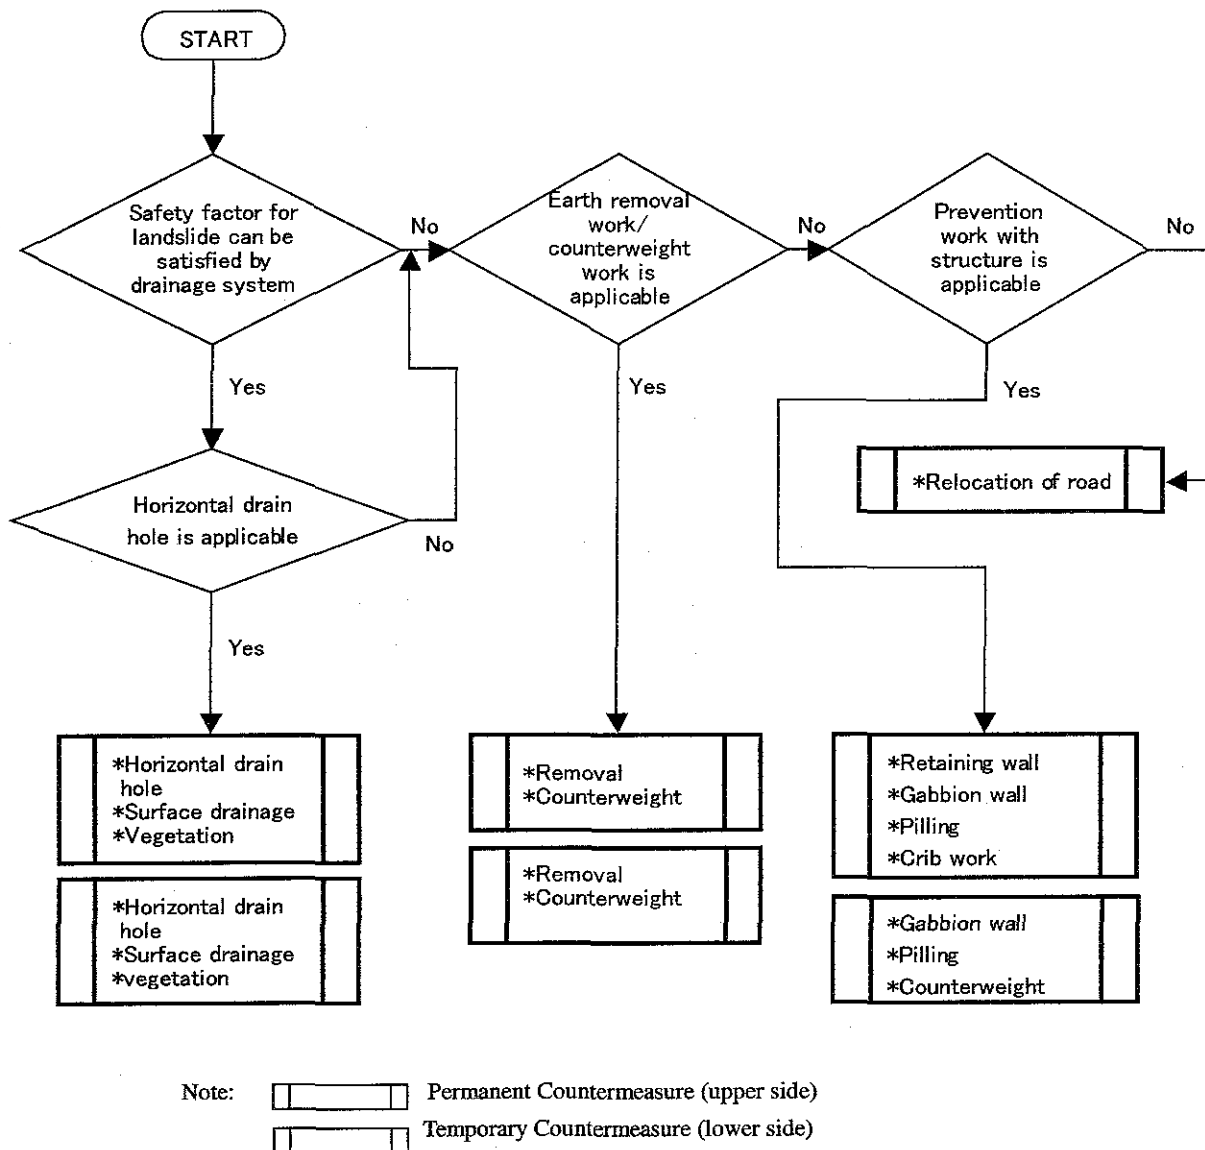 START
Safety factor for
landslide can be
satisfied by
drainage system
No
Earth removal
work/
counterweight
work is
applicable
No
Prevention
work with
structure is
applicable
No
Yes
Yes
Yes
Horizontal drain
hole is applicable
No
*Relocation of road
Yes
*Horizontal drain
hole
*Surface drainage
*Vegetation
*Removal
*Counterweight
*Retaining wall
*Gabbion wall
*Pilling
*Crib work
*Horizontal drain
hole
*Surface drainage
*vegetation
*Removal
*Counterweight
*Gabbion wall
*Pilling
*Counterweight
Note:
Permanent Countermeasure (upper side)
Temporary Countermeasure (lower side)